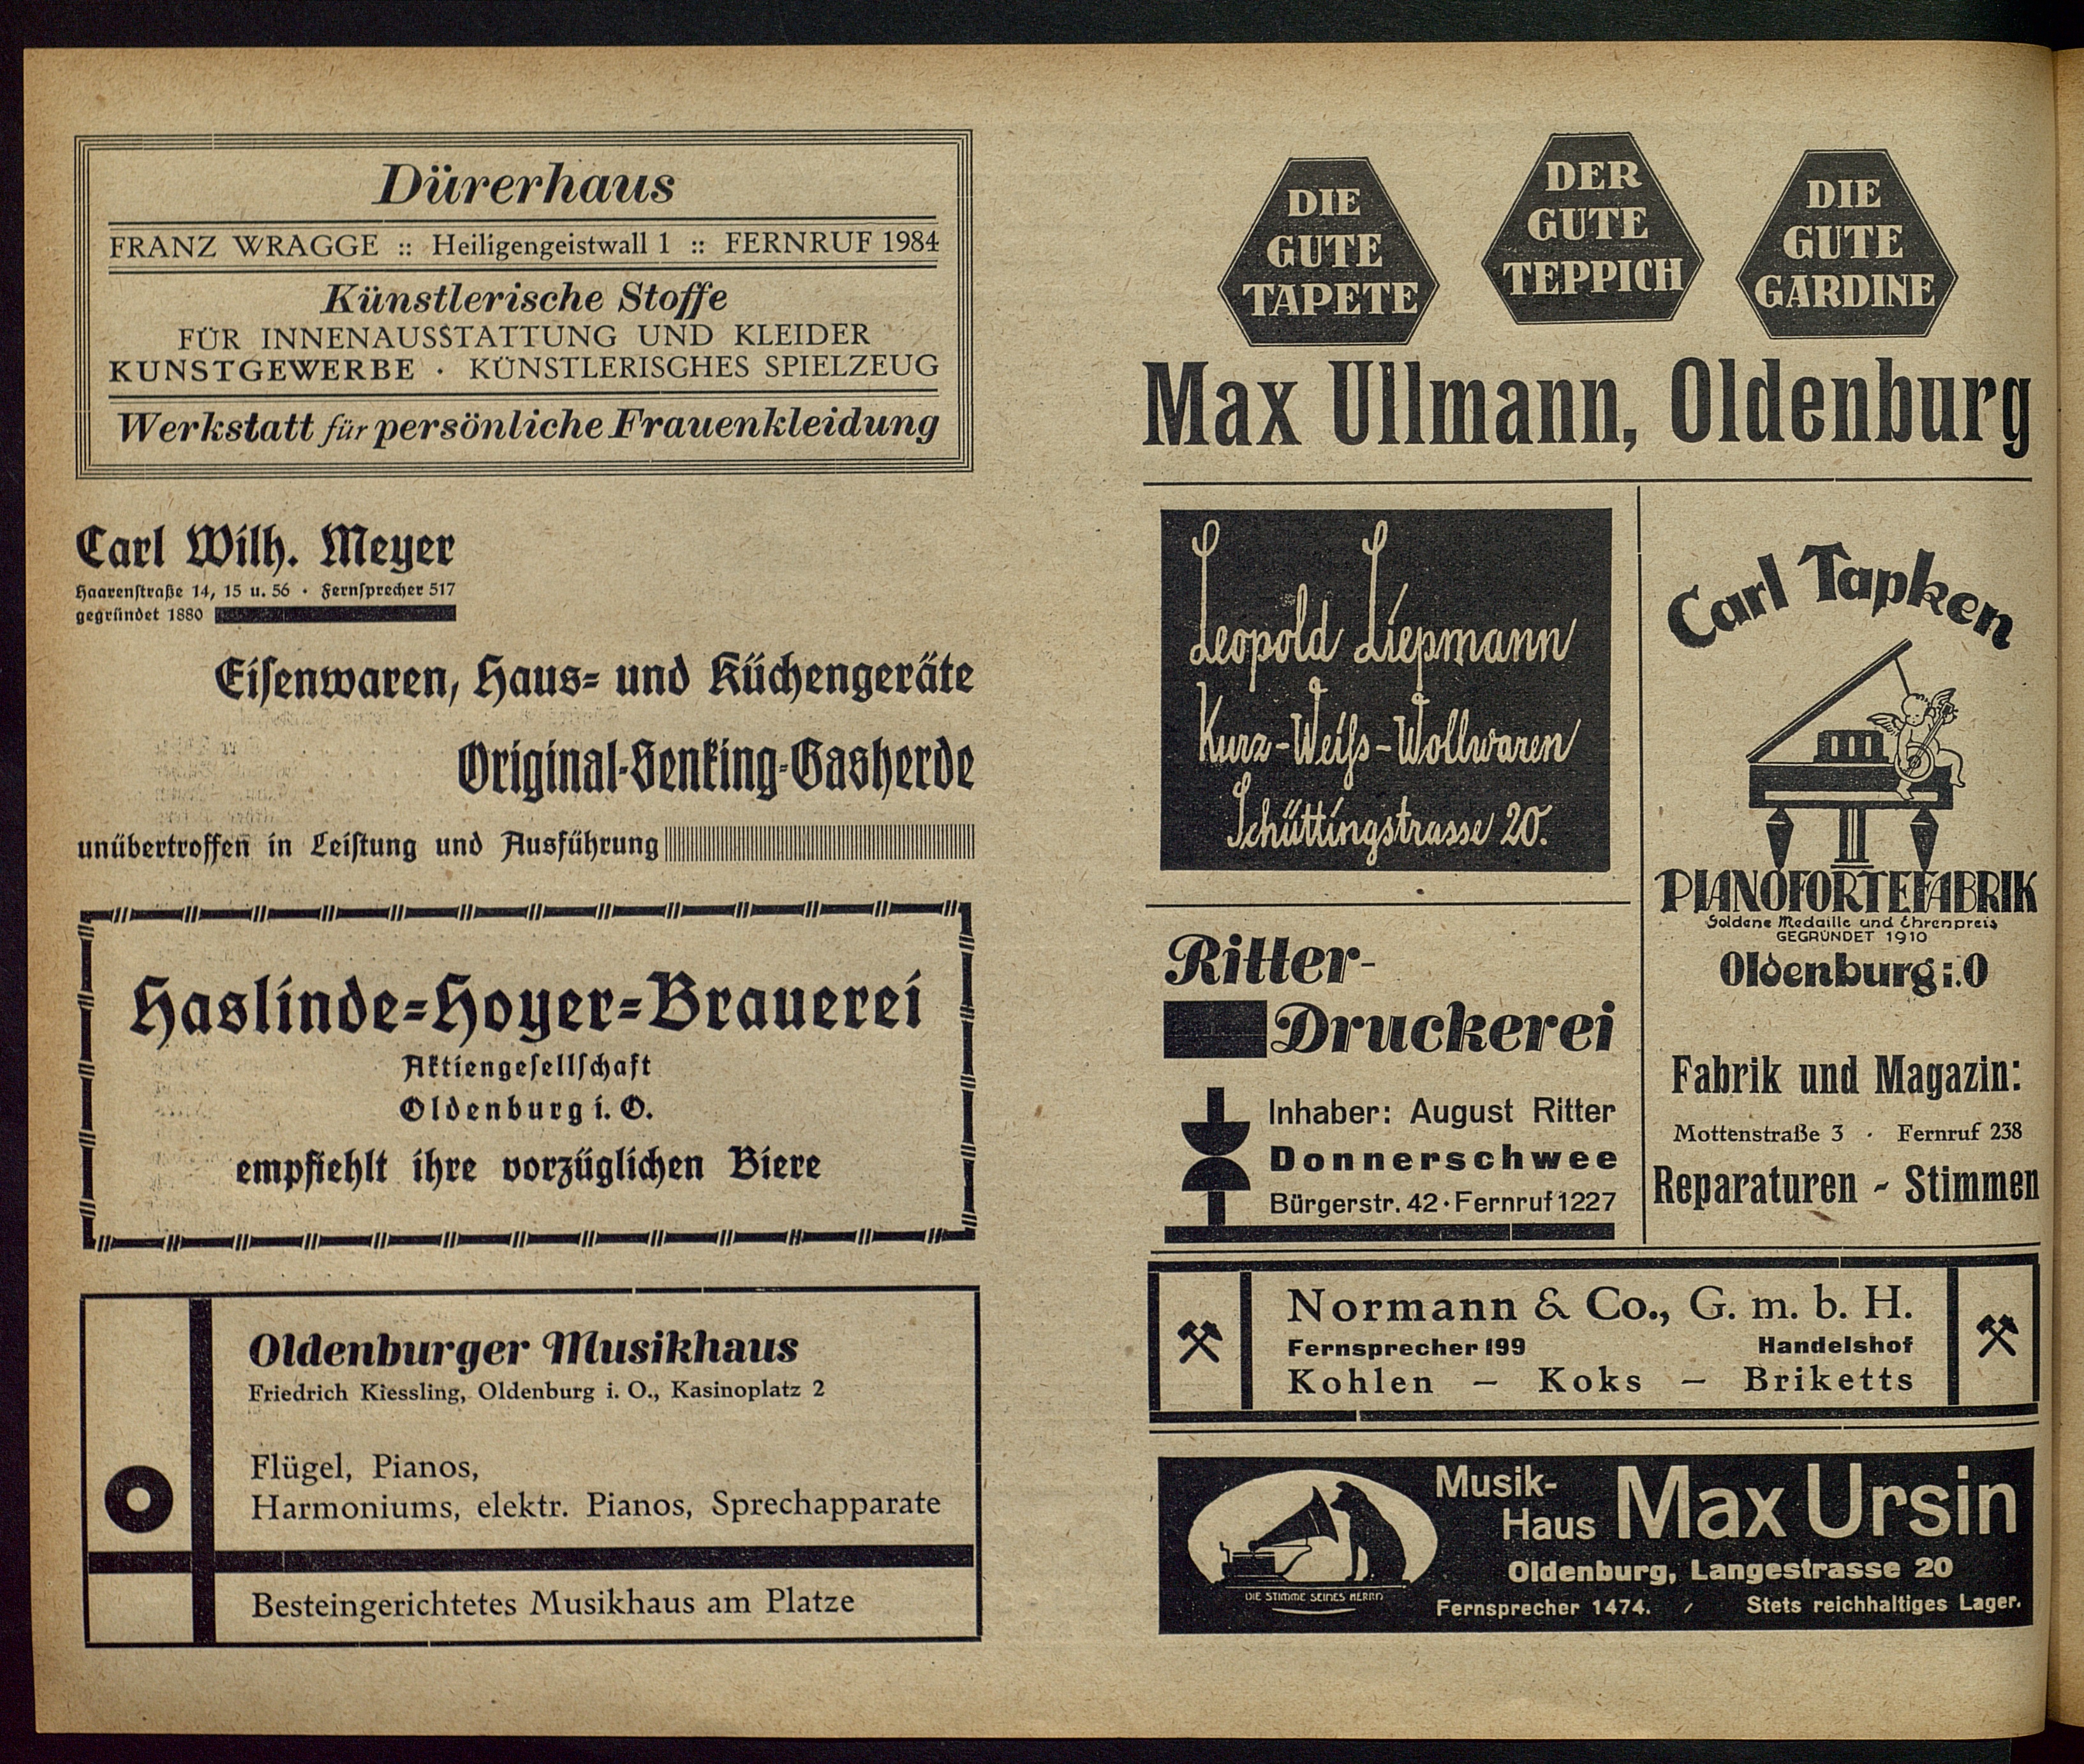 Dürerhaus
FRANZ WRAGGE :: Heiligengeistwall 1 :: FERNRUF 1984
Künstlerische Stoffe
FÜR INNENAUSSTATTUNG UND KLEIDER
KUNSTGEWERBE · KÜNSTLERISCHES SPIELZEUG
Werkstatt für persönliche Frauenkleidung
Carl Wilh. Meyer
Haarenstraße 14, 15 u. 56 · Fernsprecher 517
gegründet 1880
Eisenwaren, Haus- und Küchengeräte
Original-Senking-Gasherde
unübertroffen in Leistung und Ausführung
Haslinde-Hoyer-Brauerei
Aktiengesellschaft
Oldenburg i. O.
empfiehlt ihre vorzüglichen Biere
Oldenburger Musikhaus
Friedrich Kiessling, Oldenburg i. O., Kasinoplatz 2
Flügel, Pianos,
Harmoniums, elektr. Pianos, Sprechapparate
Besteingerichtetes Musikhaus am Platze
DIE
GUTE
TAPETE
DER
GUTE
TEPPICH
DIE
GUTE
GARDINE
Max Ullmann, Oldenburg
Leopold Liepmann
Kurz-Weiß-Wollwaren
Schüttingstrasse 20.
Carl Tapken
PIANOFORTEFABRIK
Goldene Medaille und Ehrenpreis
GEGRÜNDET 1910
Oldenburg i. O
Fabrik und Magazin:
Mottenstraße 3 · Fernruf 238
Reparaturen - Stimmen
Ritter-
Druckerei
Inhaber: August Ritter
Donnerschwee
Bürgerstr. 42 · Fernruf 1227
Normann & Co., G. m. b. H.
Fernsprecher 199 Handelshof
Kohlen — Koks — Briketts
Musik-
Haus Max Ursin
Oldenburg, Langestrasse 20
DIE STIMME SEINES HERRN
Fernsprecher 1474. / Stets reichhaltiges Lager.